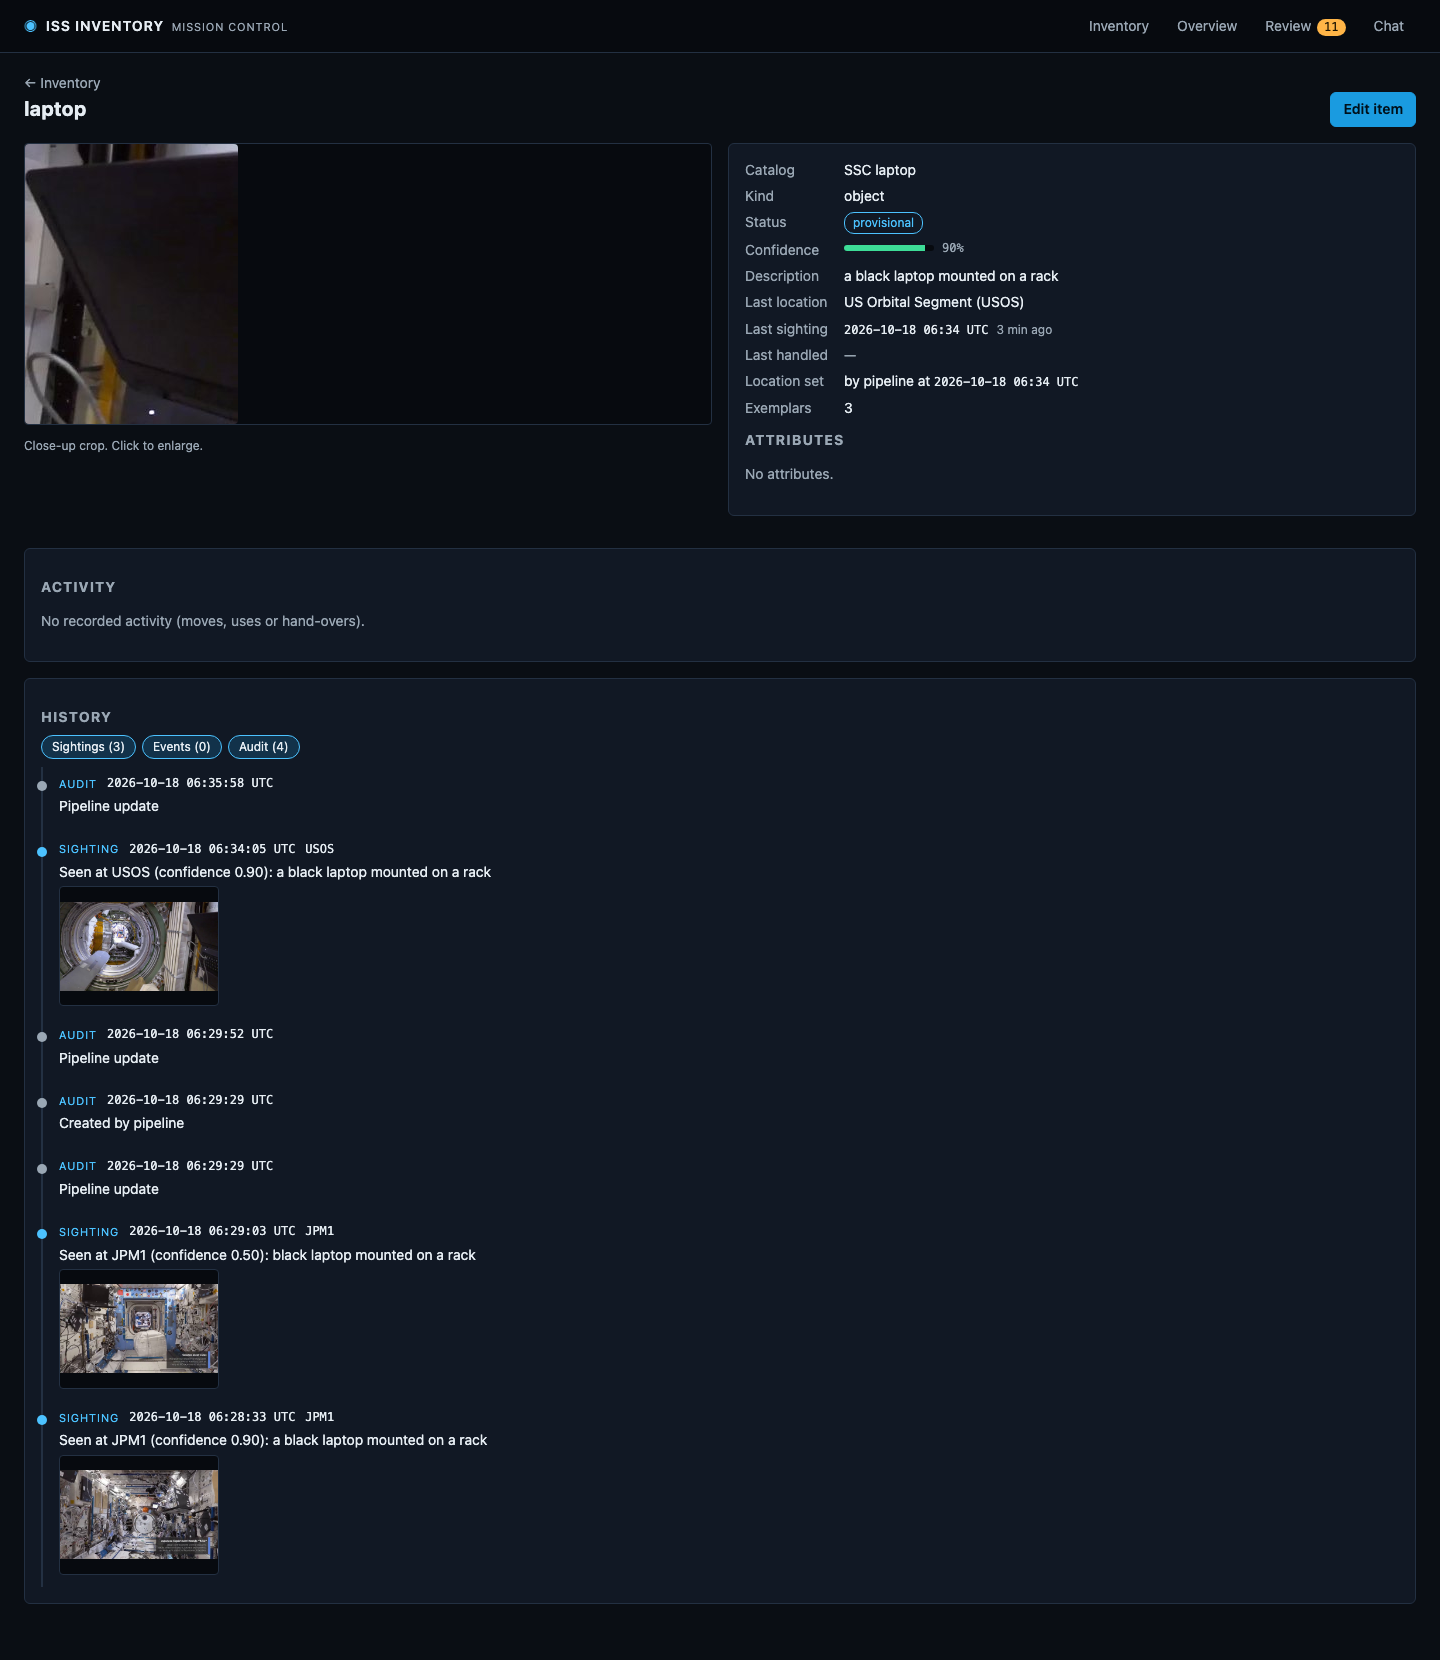 ISS INVENTORY MISSION CONTROL
Inventory Overview Review 11 Chat
← Inventory
laptop
Edit item
Close-up crop. Click to enlarge.
Catalog SSC laptop
Kind object
Status provisional
Confidence 90%
Description a black laptop mounted on a rack
Last location US Orbital Segment (USOS)
Last sighting 2026-10-18 06:34 UTC 3 min ago
Last handled —
Location set by pipeline at 2026-10-18 06:34 UTC
Exemplars 3
ATTRIBUTES
No attributes.
ACTIVITY
No recorded activity (moves, uses or hand-overs).
HISTORY
Sightings (3) Events (0) Audit (4)
AUDIT 2026-10-18 06:35:58 UTC
Pipeline update
SIGHTING 2026-10-18 06:34:05 UTC USOS
Seen at USOS (confidence 0.90): a black laptop mounted on a rack
AUDIT 2026-10-18 06:29:52 UTC
Pipeline update
AUDIT 2026-10-18 06:29:29 UTC
Created by pipeline
AUDIT 2026-10-18 06:29:29 UTC
Pipeline update
SIGHTING 2026-10-18 06:29:03 UTC JPM1
Seen at JPM1 (confidence 0.50): black laptop mounted on a rack
SIGHTING 2026-10-18 06:28:33 UTC JPM1
Seen at JPM1 (confidence 0.90): a black laptop mounted on a rack